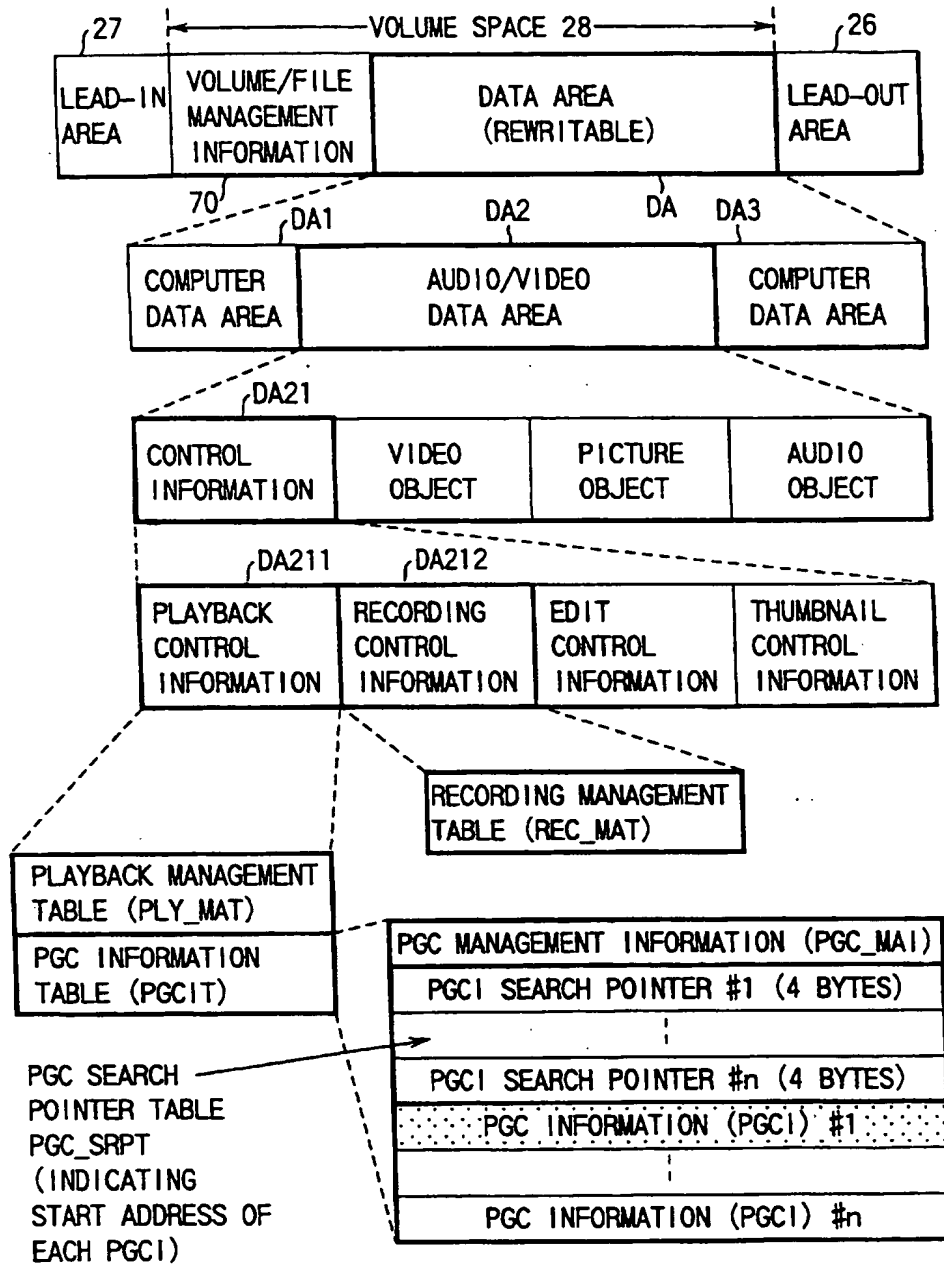 27
VOLUME SPACE 28
26
LEAD-IN
AREA
VOLUME/FILE
MANAGEMENT
INFORMATION
DATA AREA
(REWRITABLE)
LEAD-OUT
AREA
70
DA1
DA2
DA
DA3
COMPUTER
DATA AREA
AUDIO/VIDEO
DATA AREA
COMPUTER
DATA AREA
DA21
CONTROL
INFORMATION
VIDEO
OBJECT
PICTURE
OBJECT
AUDIO
OBJECT
DA211
DA212
PLAYBACK
CONTROL
INFORMATION
RECORDING
CONTROL
INFORMATION
EDIT
CONTROL
INFORMATION
THUMBNAIL
CONTROL
INFORMATION
RECORDING MANAGEMENT
TABLE (REC_MAT)
PLAYBACK MANAGEMENT
TABLE (PLY_MAT)
PGC INFORMATION
TABLE (PGCIT)
PGC MANAGEMENT INFORMATION (PGC_MAI)
PGCI SEARCH POINTER #1 (4 BYTES)
PGCI SEARCH POINTER #n (4 BYTES)
PGC INFORMATION (PGCI) #1
PGC INFORMATION (PGCI) #n
PGC SEARCH
POINTER TABLE
PGC_SRPT
(INDICATING
START ADDRESS OF
EACH PGCI)